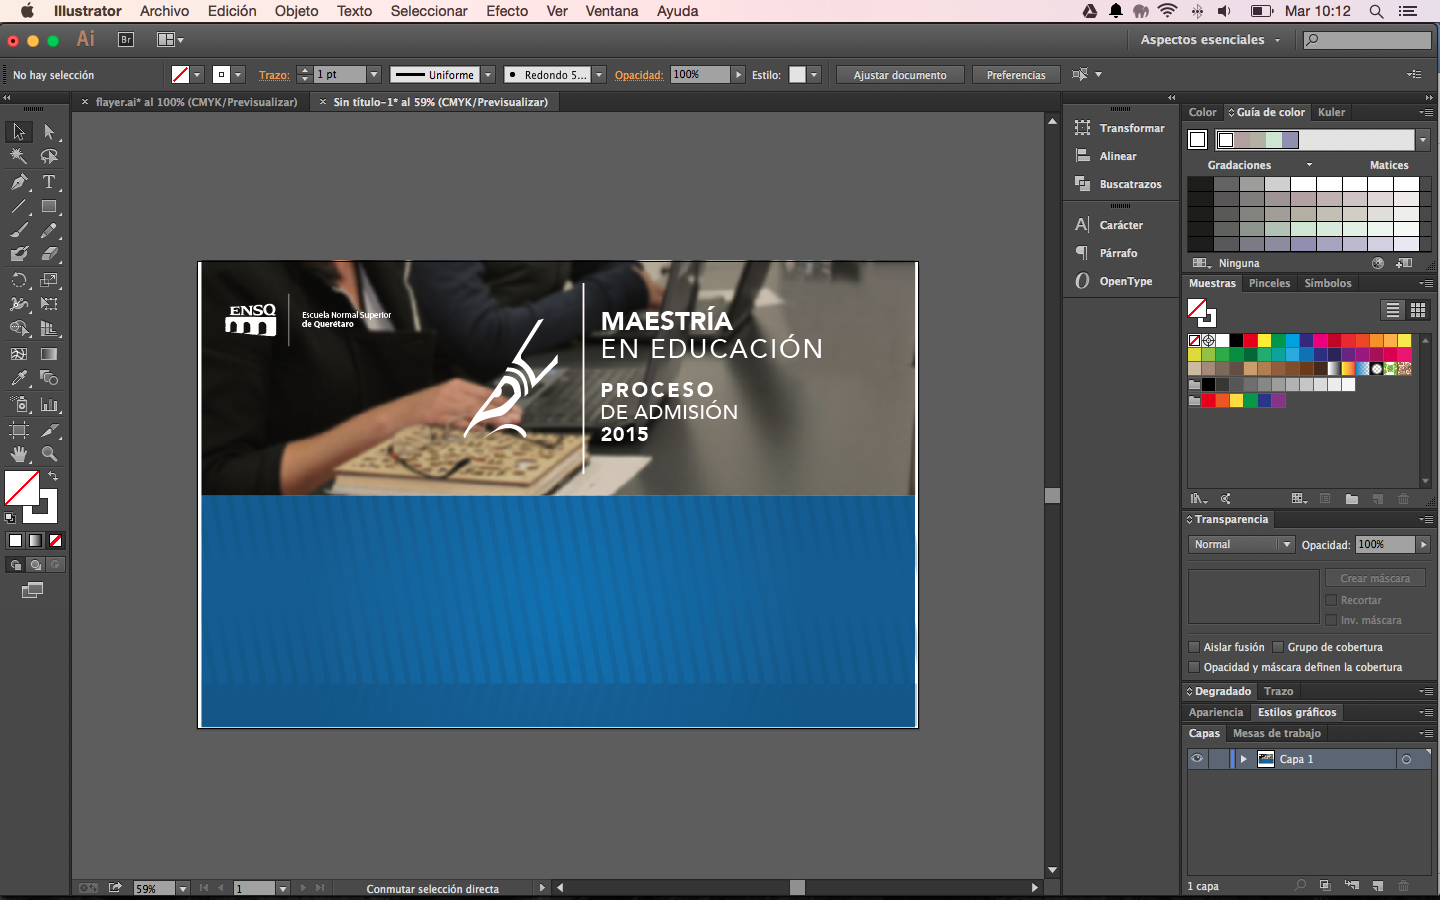 Illustrator Archivo Edición Objeto Texto Seleccionar Efecto Ver Ventana Ayuda Mar 10:12
Ai Br Aspectos esenciales
No hay selección Trazo: 1 pt Uniforme Redondo 5... Opacidad: 100% Estilo: Ajustar documento Preferencias
× flayer.ai* al 100% (CMYK/Previsualizar) × Sin título-1* al 59% (CMYK/Previsualizar)
ENSQ
Escuela Normal Superior
de Querétaro
MAESTRÍA
EN EDUCACIÓN
PROCESO
DE ADMISIÓN
2015
59% 1 Conmutar selección directa
Transformar
Alinear
Buscatrazos
Carácter
Párrafo
OpenType
Color Guía de color Kuler
Gradaciones Matices
Ninguna
Muestras Pinceles Símbolos
Transparencia
Normal Opacidad: 100%
Crear máscara
Recortar
Inv. máscara
Aislar fusión Grupo de cobertura
Opacidad y máscara definen la cobertura
Degradado Trazo
Apariencia Estilos gráficos
Capas Mesas de trabajo
Capa 1
1 capa